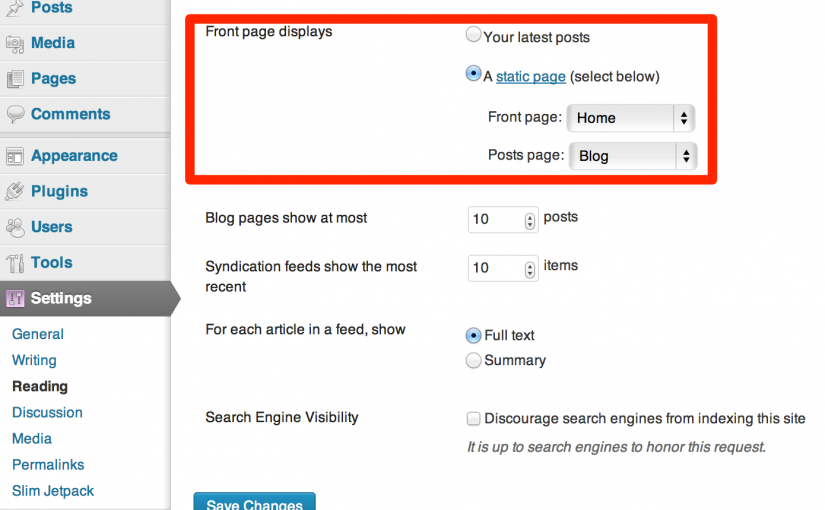 Posts
Media
Pages
Comments
Appearance
Plugins
Users
Tools
Settings
General
Writing
Reading
Discussion
Media
Permalinks
Slim Jetpack
Front page displays
Your latest posts
A static page (select below)
Front page: Home
Posts page: Blog
Blog pages show at most 10 posts
Syndication feeds show the most 10 items
recent
For each article in a feed, show
Full text
Summary
Search Engine Visibility
Discourage search engines from indexing this site
It is up to search engines to honor this request.
Save Changes